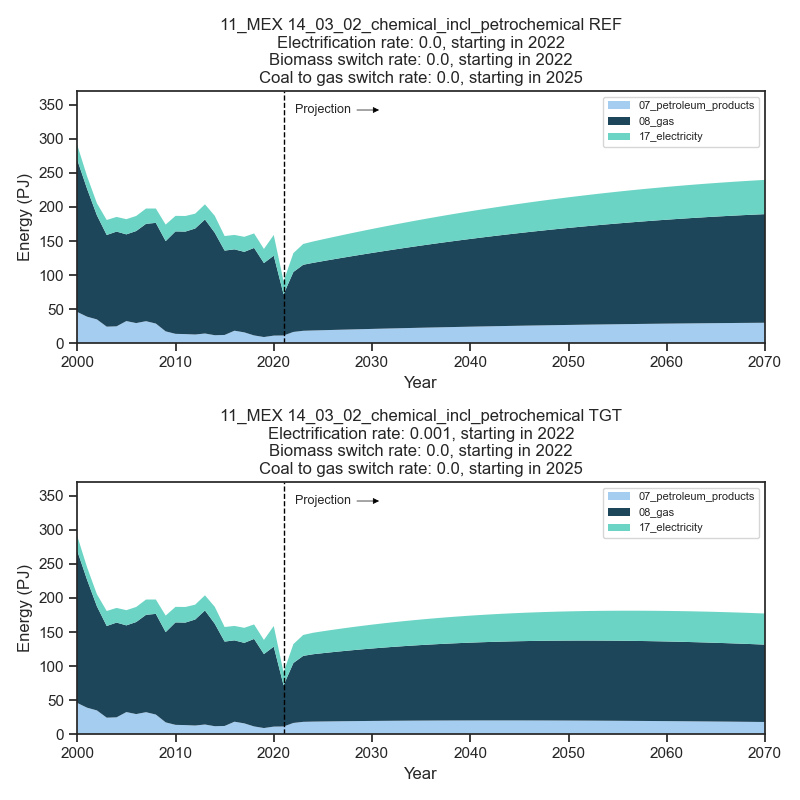 11_MEX 14_03_02_chemical_incl_petrochemical REF
Electrification rate: 0.0, starting in 2022
Biomass switch rate: 0.0, starting in 2022
Coal to gas switch rate: 0.0, starting in 2025
350
300
250
200
150
100
50
0
Energy (PJ)
Projection
07_petroleum_products
08_gas
17_electricity
2000 2010 2020 2030 2040 2050 2060 2070
Year
11_MEX 14_03_02_chemical_incl_petrochemical TGT
Electrification rate: 0.001, starting in 2022
Biomass switch rate: 0.0, starting in 2022
Coal to gas switch rate: 0.0, starting in 2025
350
300
250
200
150
100
50
0
Energy (PJ)
Projection
07_petroleum_products
08_gas
17_electricity
2000 2010 2020 2030 2040 2050 2060 2070
Year